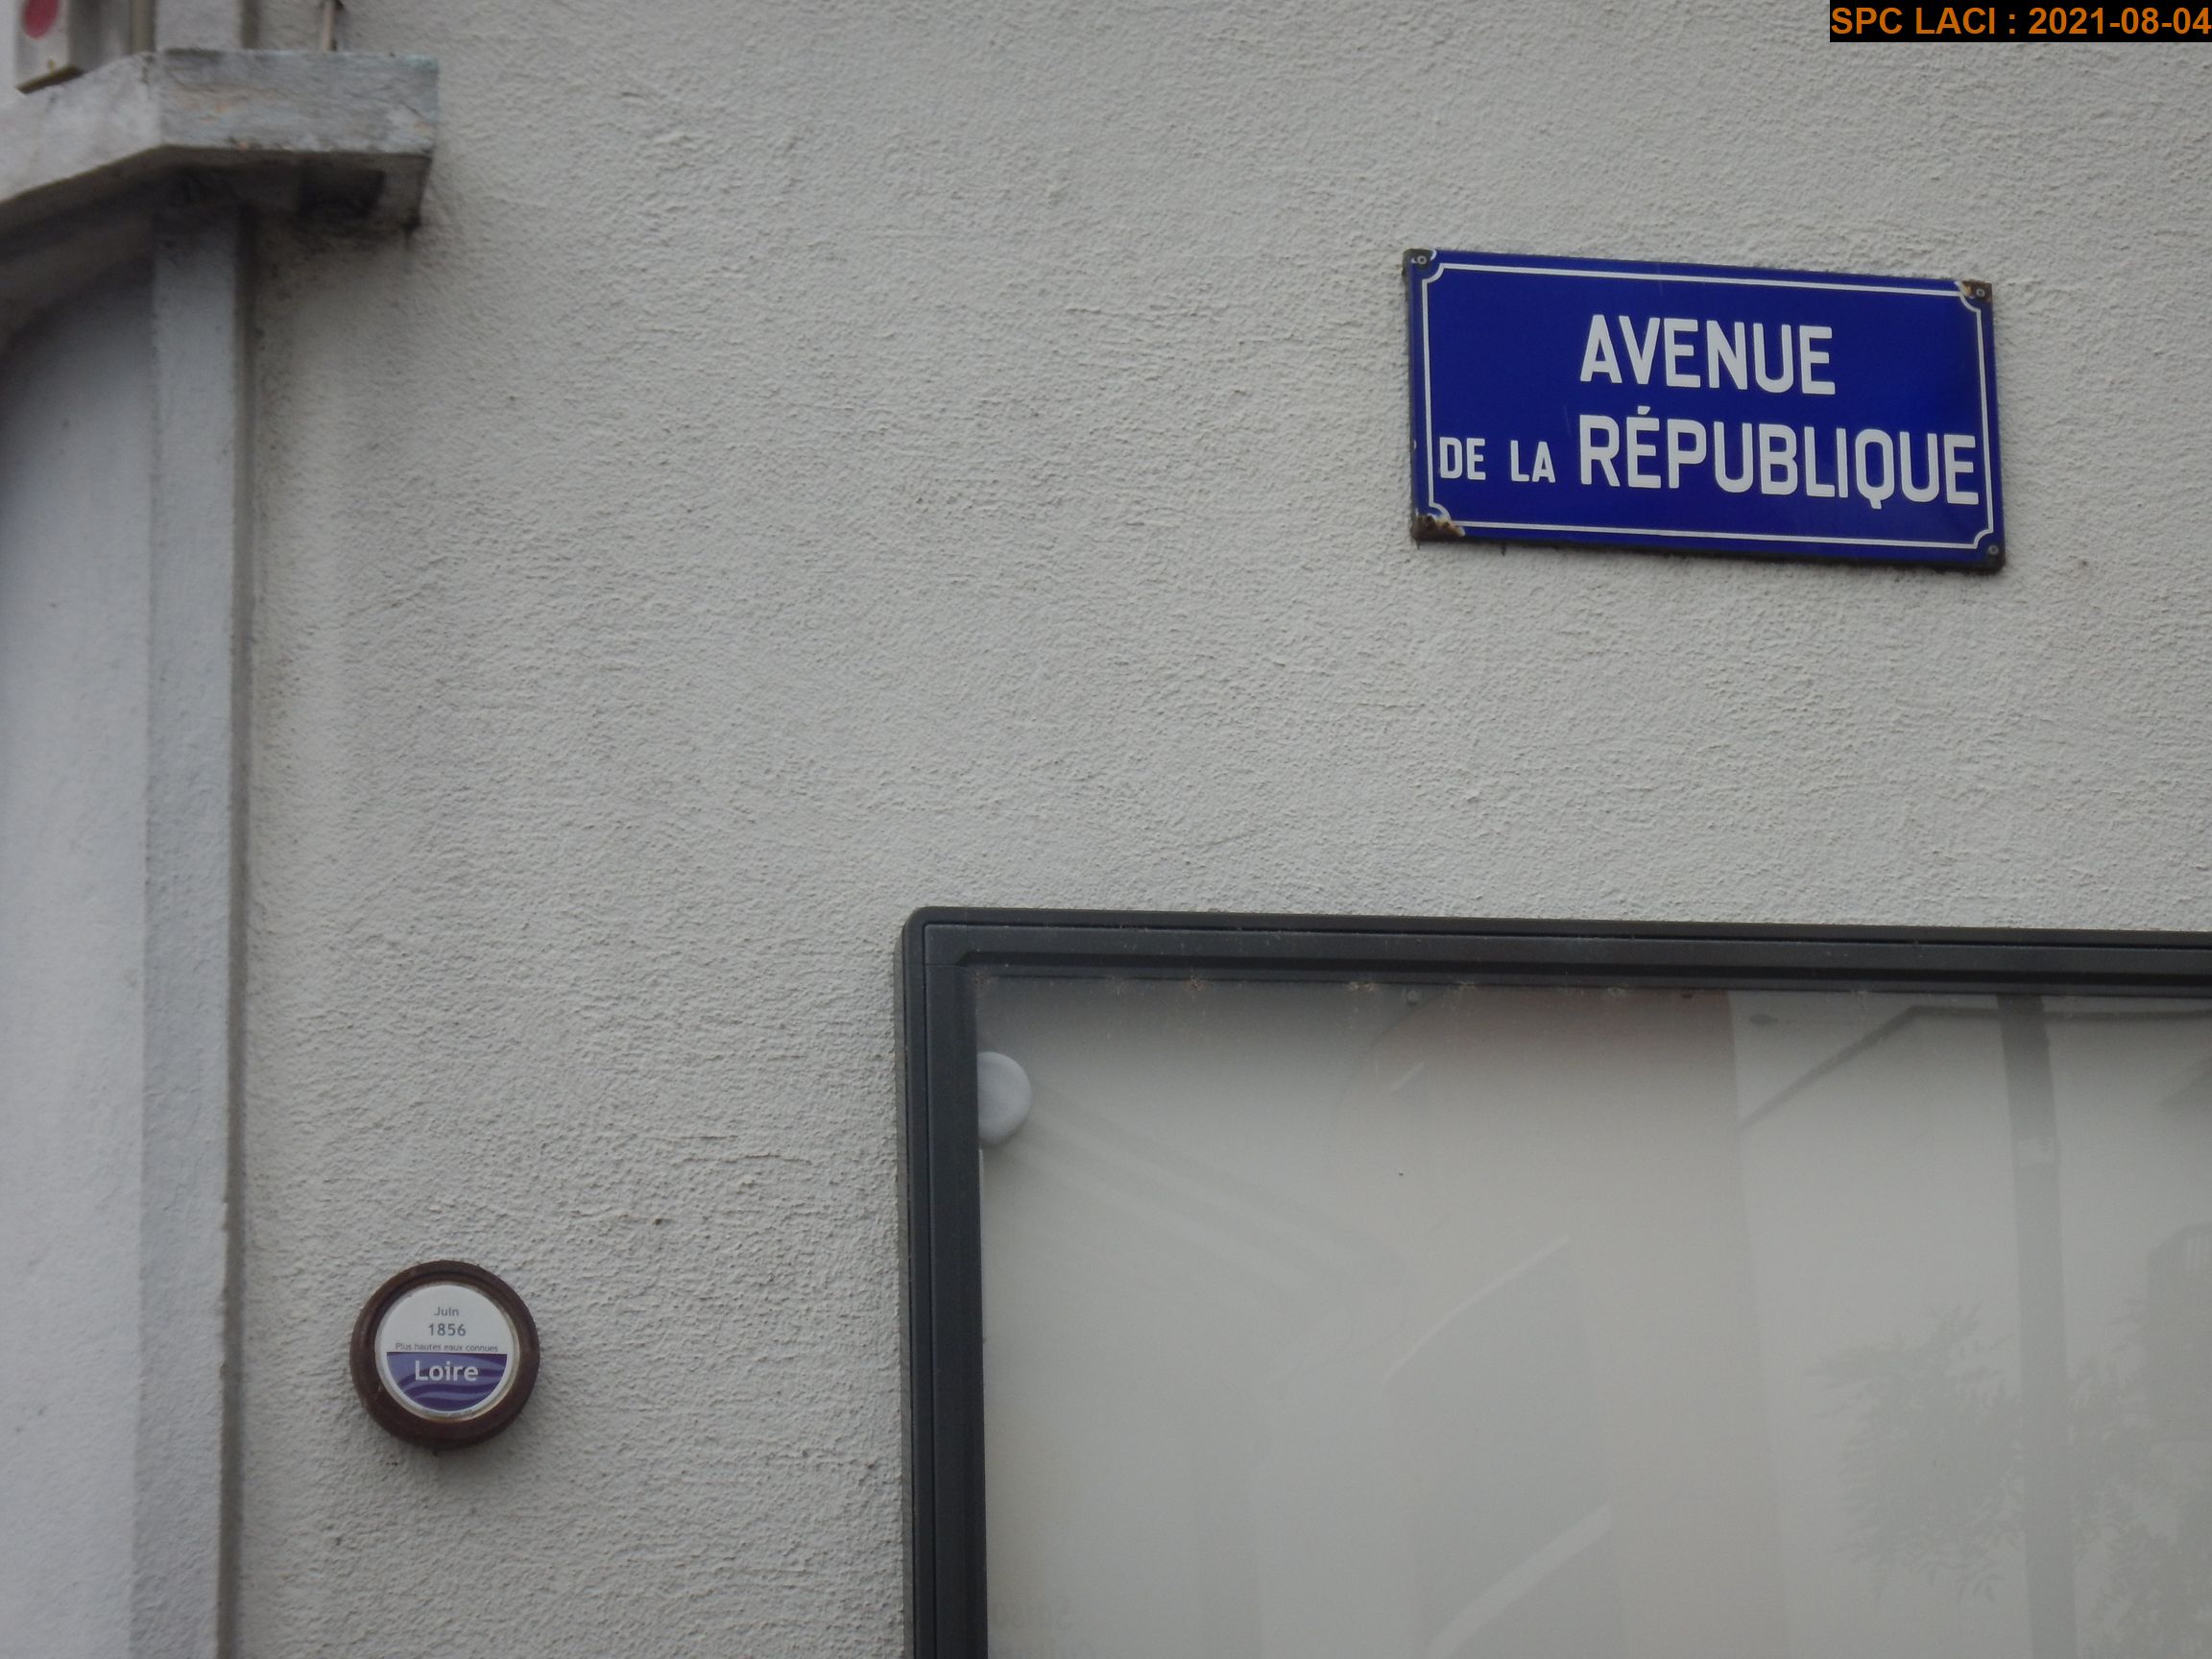 SPC LACI : 2021-08-04
AVENUE
DE LA RÉPUBLIQUE
Juin
1856
Plus hautes eaux connues
Loire